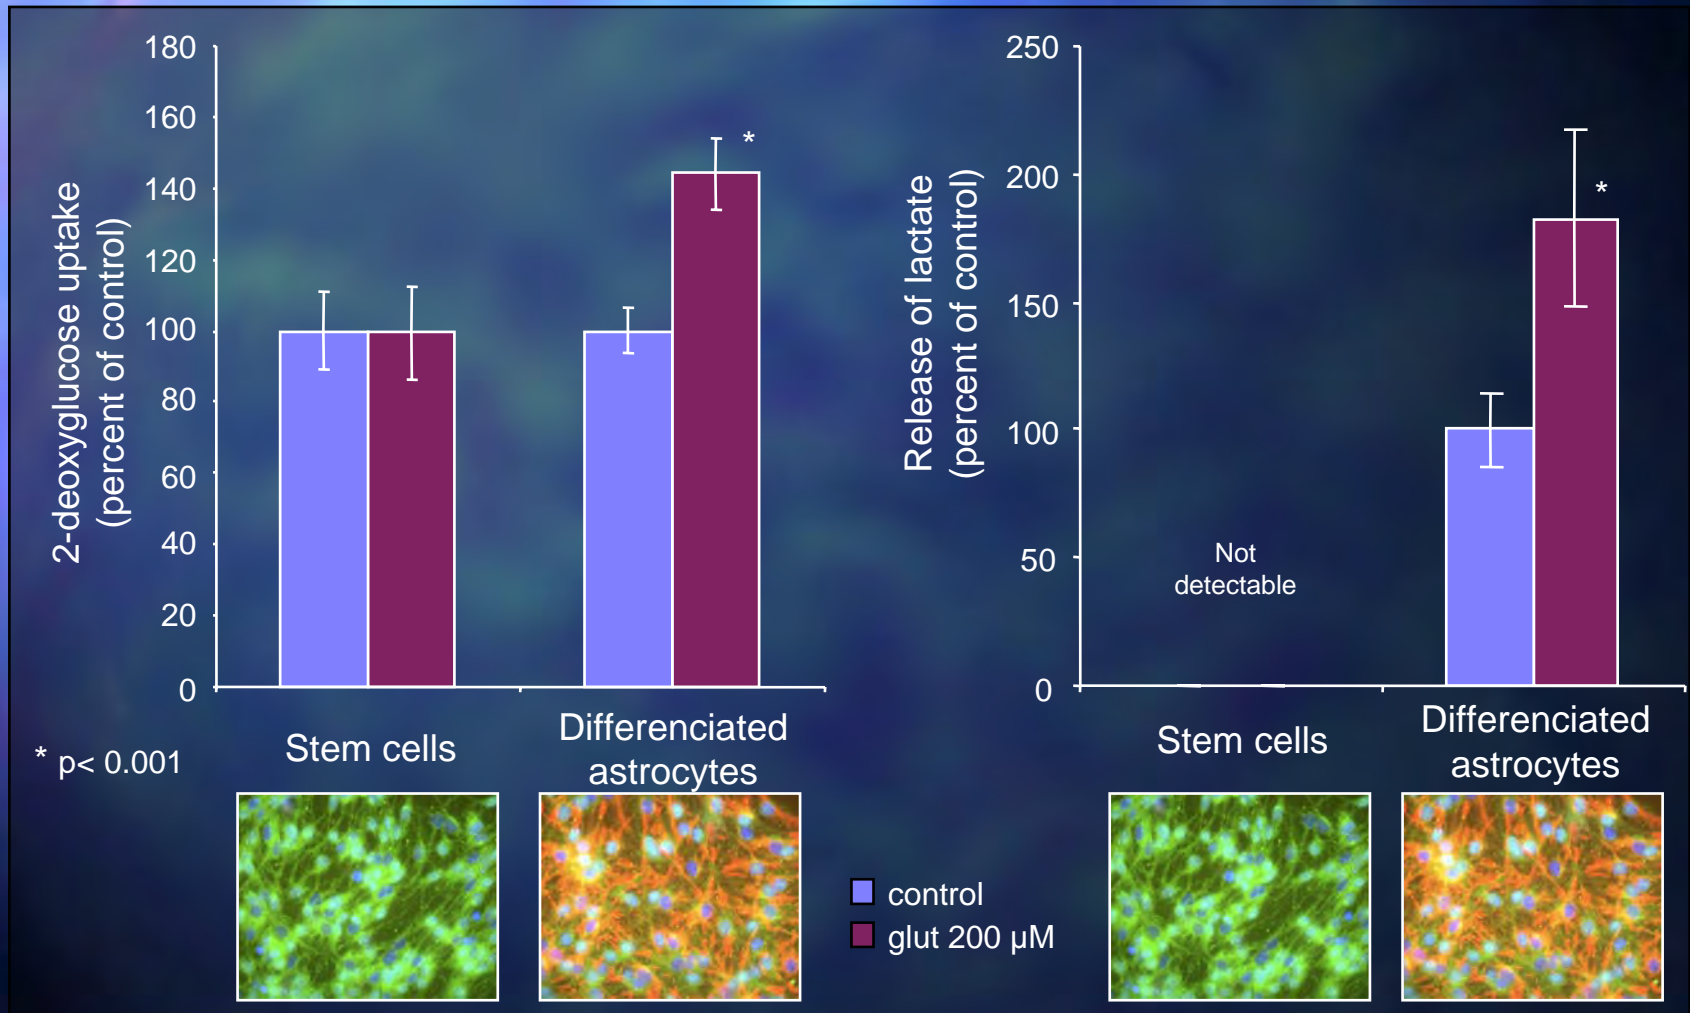 2-deoxyglucose uptake
(percent of control)
180
160
140
120
100
80
60
40
20
0
*
Stem cells
Differenciated
astrocytes
* p< 0.001
Release of lactate
(percent of control)
250
200
150
100
50
0
*
Not
detectable
Stem cells
Differenciated
astrocytes
control
glut 200 µM